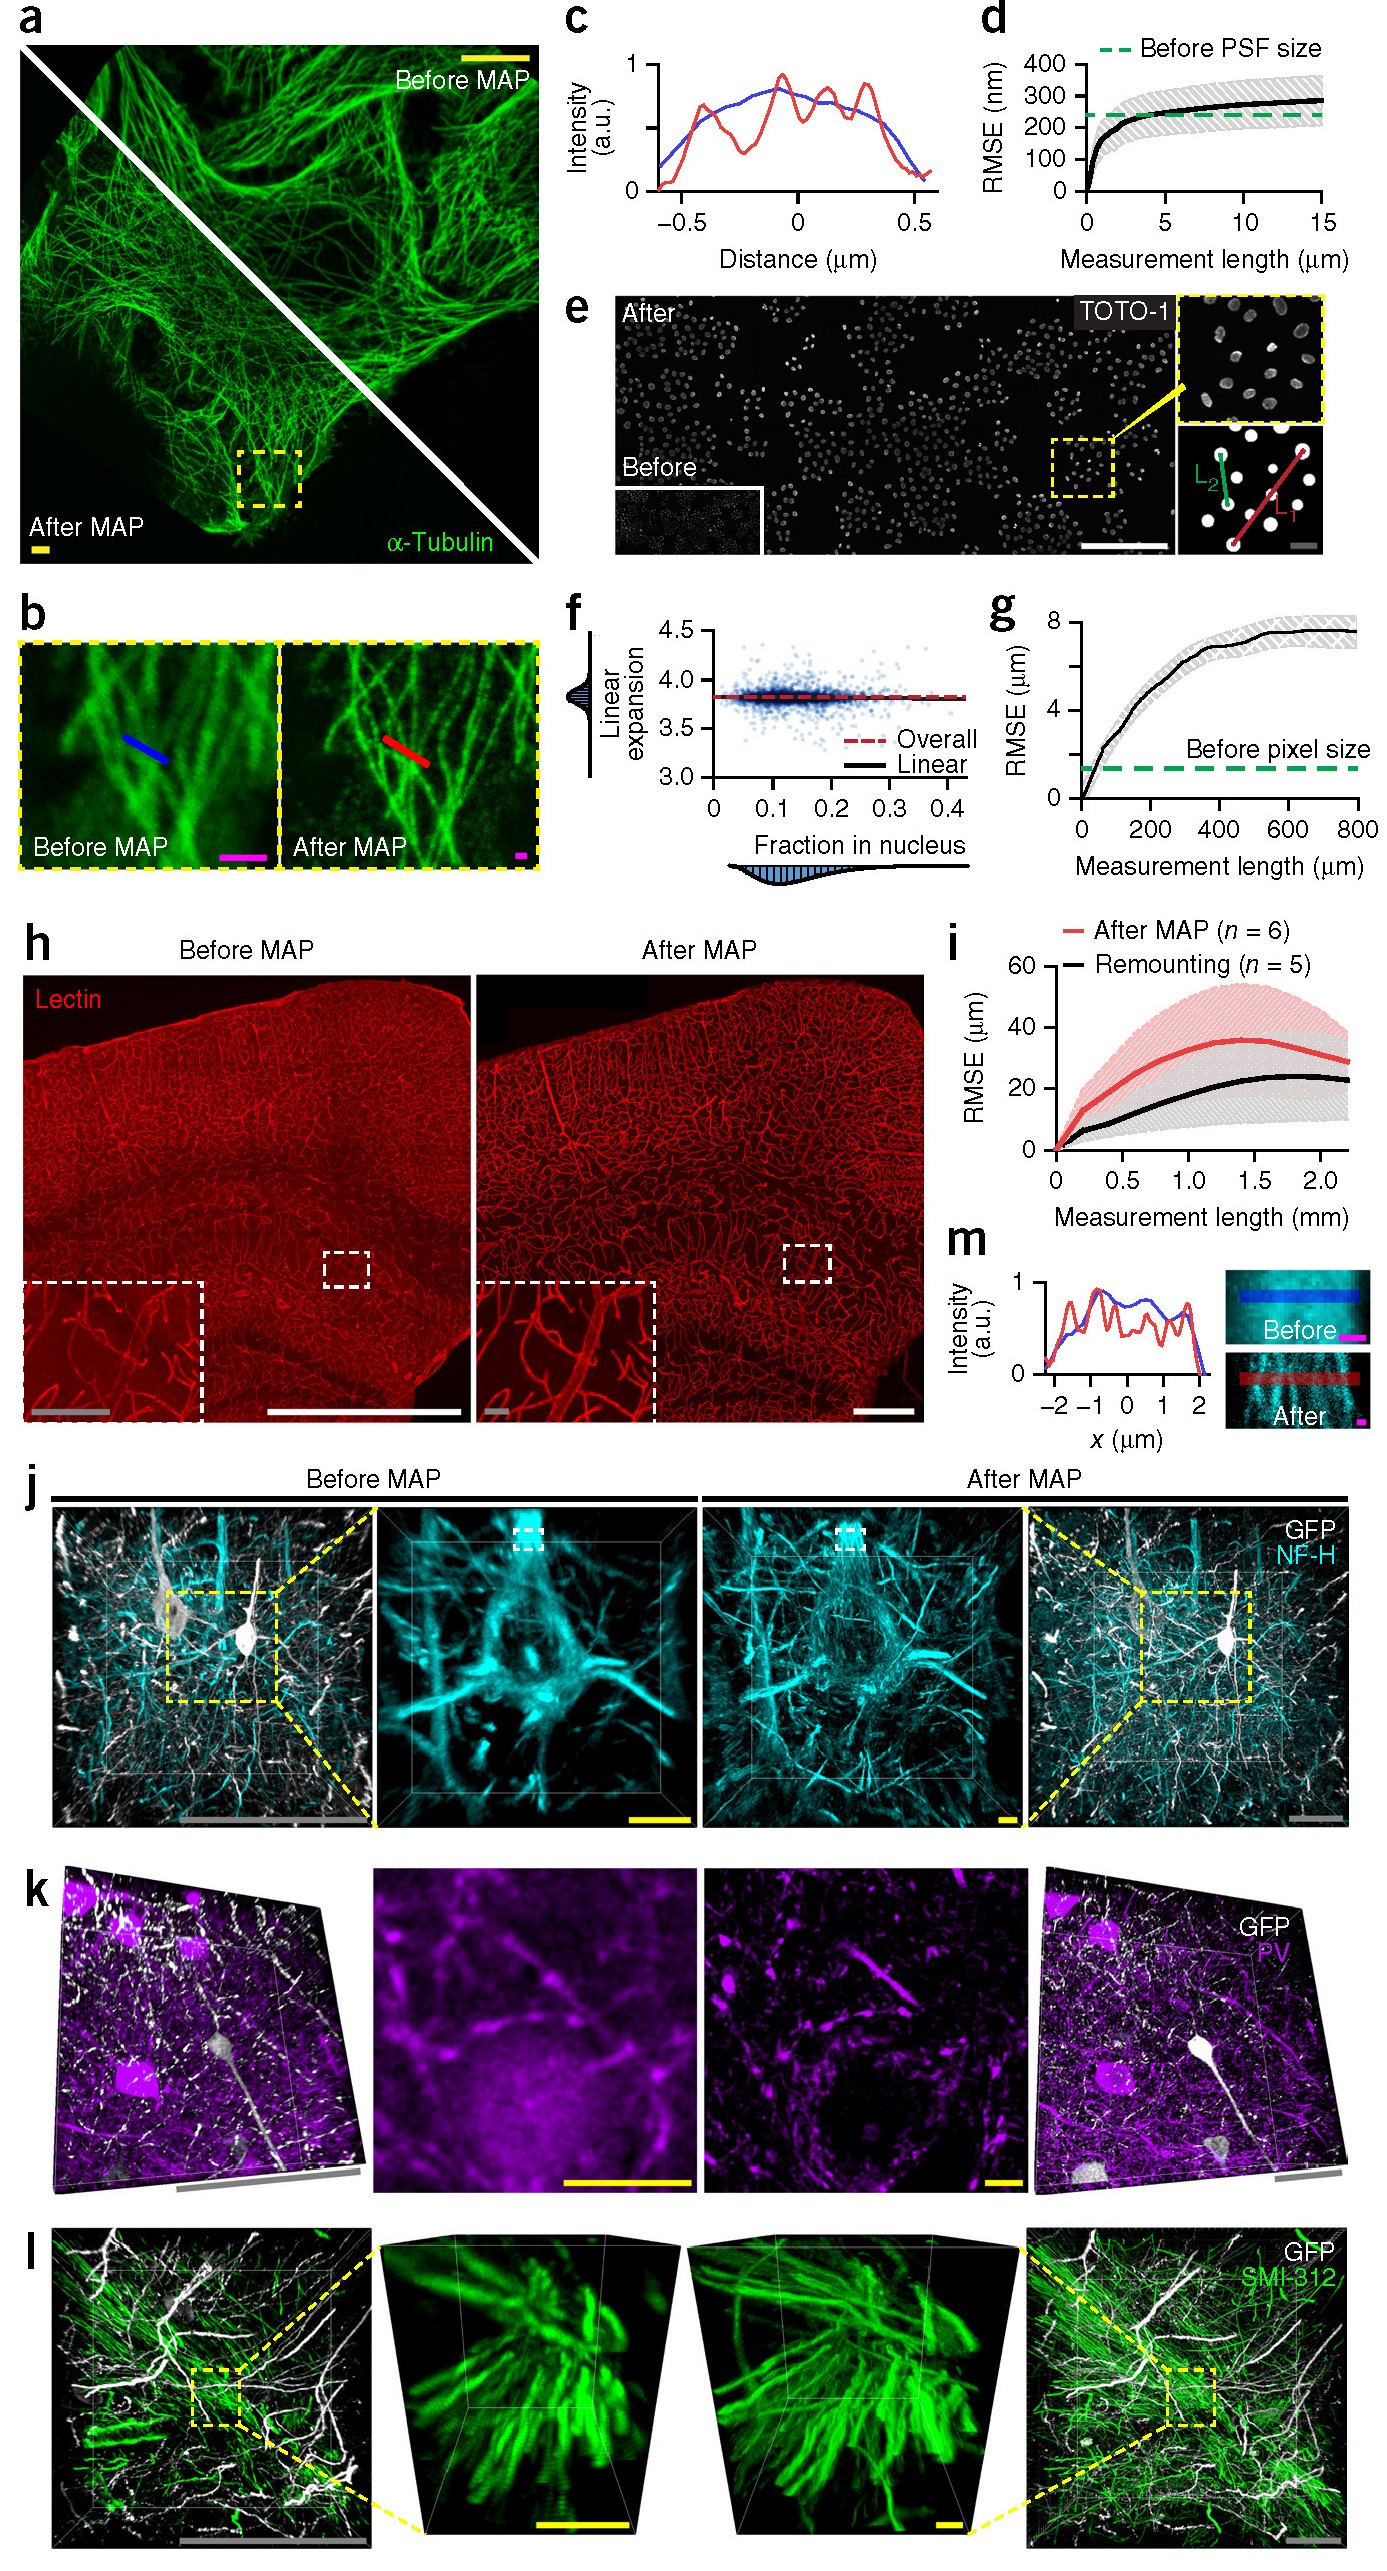 a
Before MAP
After MAP
α-Tubulin
b
Before MAP
After MAP
c
Intensity
(a.u.)
1
0
−0.5
0
0.5
Distance (μm)
d
Before PSF size
RMSE (nm)
400
300
200
100
0
0
5
10
15
Measurement length (μm)
e
After
TOTO-1
Before
L2
L1
f
Linear
expansion
4.5
4.0
3.5
3.0
Overall
Linear
0
0.1
0.2
0.3
0.4
Fraction in nucleus
g
RMSE (μm)
8
4
0
Before pixel size
0
200
400
600
800
Measurement length (μm)
h
Before MAP
After MAP
Lectin
i
After MAP (n = 6)
Remounting (n = 5)
RMSE (μm)
60
40
20
0
0
0.5
1.0
1.5
2.0
Measurement length (mm)
m
Intensity
(a.u.)
1
0
−2
−1
0
1
2
x (μm)
Before
After
j
Before MAP
After MAP
GFP
NF-H
k
GFP
PV
l
GFP
SMI-312